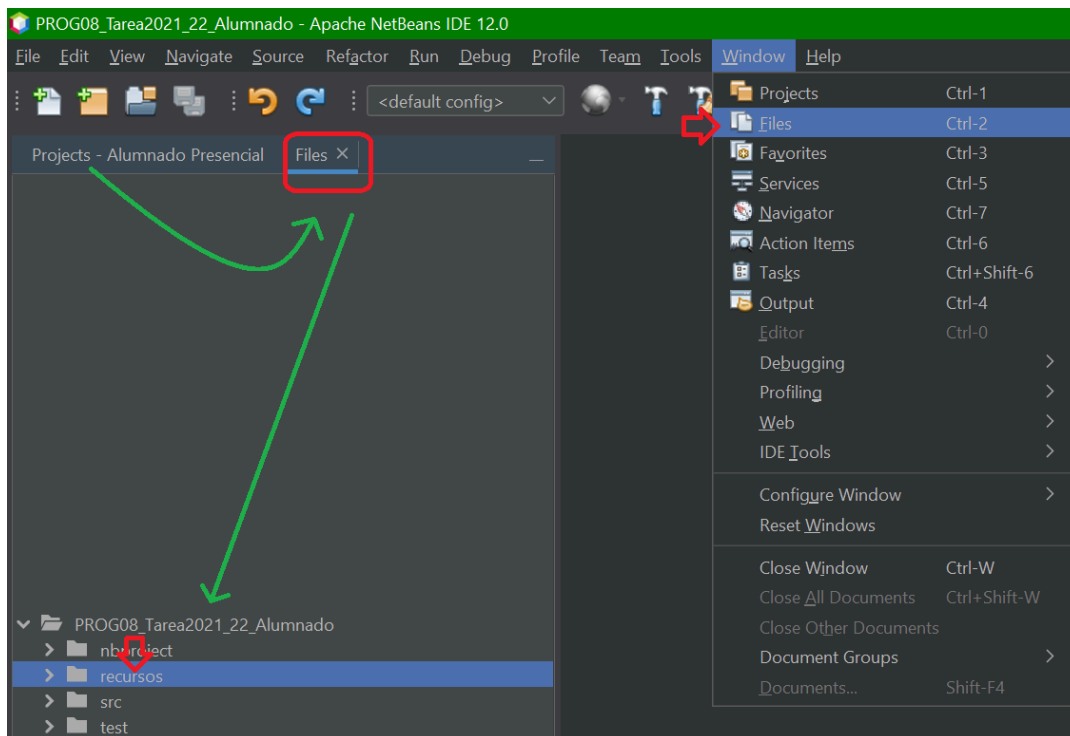 PROG08_Tarea2021_22_Alumnado - Apache NetBeans IDE 12.0
File Edit View Navigate Source Refactor Run Debug Profile Team Tools Window Help
<default config>
Projects - Alumnado Presencial Files
Projects Ctrl-1
Files Ctrl-2
Favorites Ctrl-3
Services Ctrl-5
Navigator Ctrl-7
Action Items Ctrl-6
Tasks Ctrl+Shift-6
Output Ctrl-4
Editor Ctrl-0
Debugging
Profiling
Web
IDE Tools
Configure Window
Reset Windows
Close Window Ctrl-W
Close All Documents Ctrl+Shift-W
Close Other Documents
Document Groups
Documents... Shift-F4
PROG08_Tarea2021_22_Alumnado
nbproject
recursos
src
test